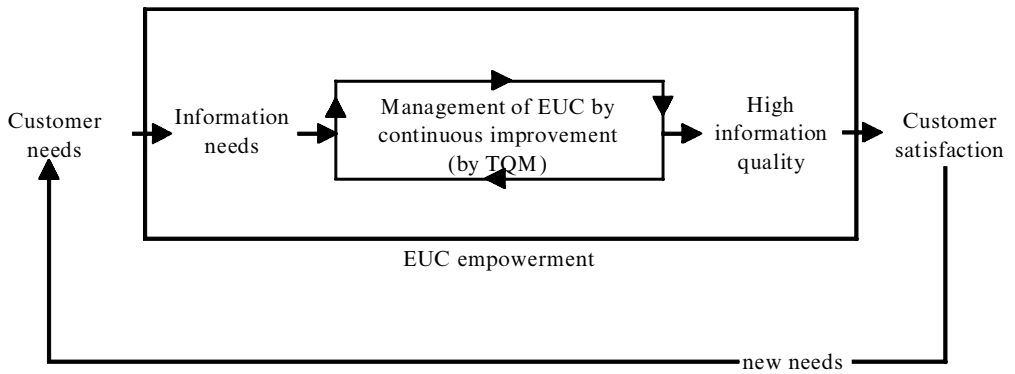 Customer
needs
Information
needs
Management of EUC by
continuous improvement
(by TQM)
High
information
quality
Customer
satisfaction
EUC empowerment
new needs